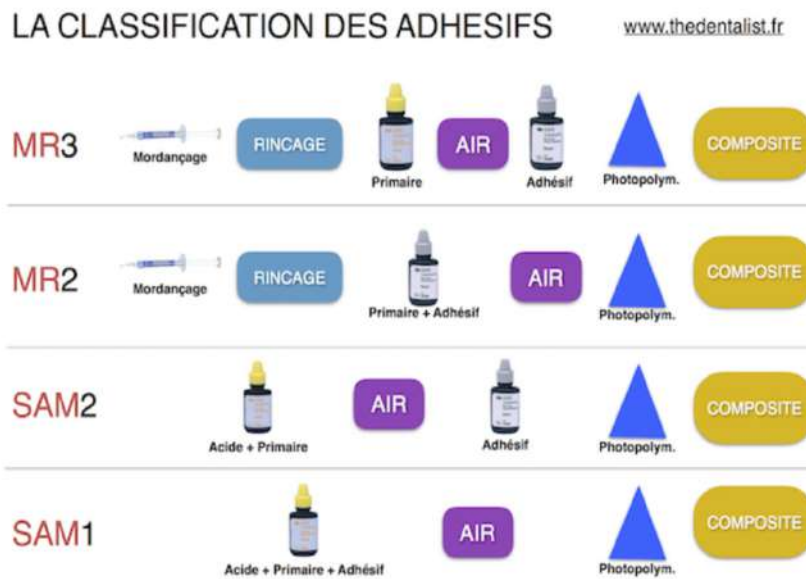 LA CLASSIFICATION DES ADHESIFS
www.thedentalist.fr
MR3
Mordançage
RINCAGE
Primaire
AIR
Adhésif
Photopolym.
COMPOSITE
MR2
Mordançage
RINCAGE
Primaire + Adhésif
AIR
Photopolym.
COMPOSITE
SAM2
Acide + Primaire
AIR
Adhésif
Photopolym.
COMPOSITE
SAM1
Acide + Primaire + Adhésif
AIR
Photopolym.
COMPOSITE